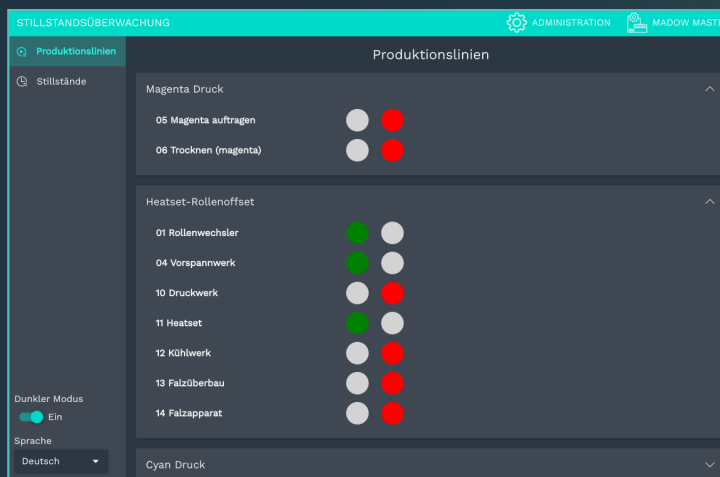 STILLSTANDSÜBERWACHUNG
ADMINISTRATION
MADOW
Produktionslinien
Stillstände
Produktionslinien
Magenta Druck
05 Magenta auftragen
06 Trocknen (magenta)
Heatset-Rollenoffset
01 Rollenwechsler
04 Vorspannwerk
10 Druckwerk
11 Heatset
12 Kühlwerk
13 Falzüberbau
14 Falzapparat
Cyan Druck
Dunkler Modus
Ein
Sprache
Deutsch